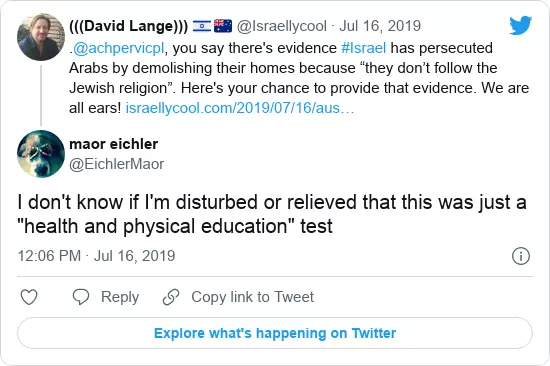 (((David Lange))) 🇮🇱 🇦🇺 @Israellycool · Jul 16, 2019
.@achpervicpl, you say there's evidence #Israel has persecuted
Arabs by demolishing their homes because “they don’t follow the
Jewish religion”. Here's your chance to provide that evidence. We are
all ears! israellycool.com/2019/07/16/aus…
maor eichler
@EichlerMaor
I don't know if I'm disturbed or relieved that this was just a
"health and physical education" test
12:06 PM · Jul 16, 2019
Reply Copy link to Tweet
Explore what's happening on Twitter